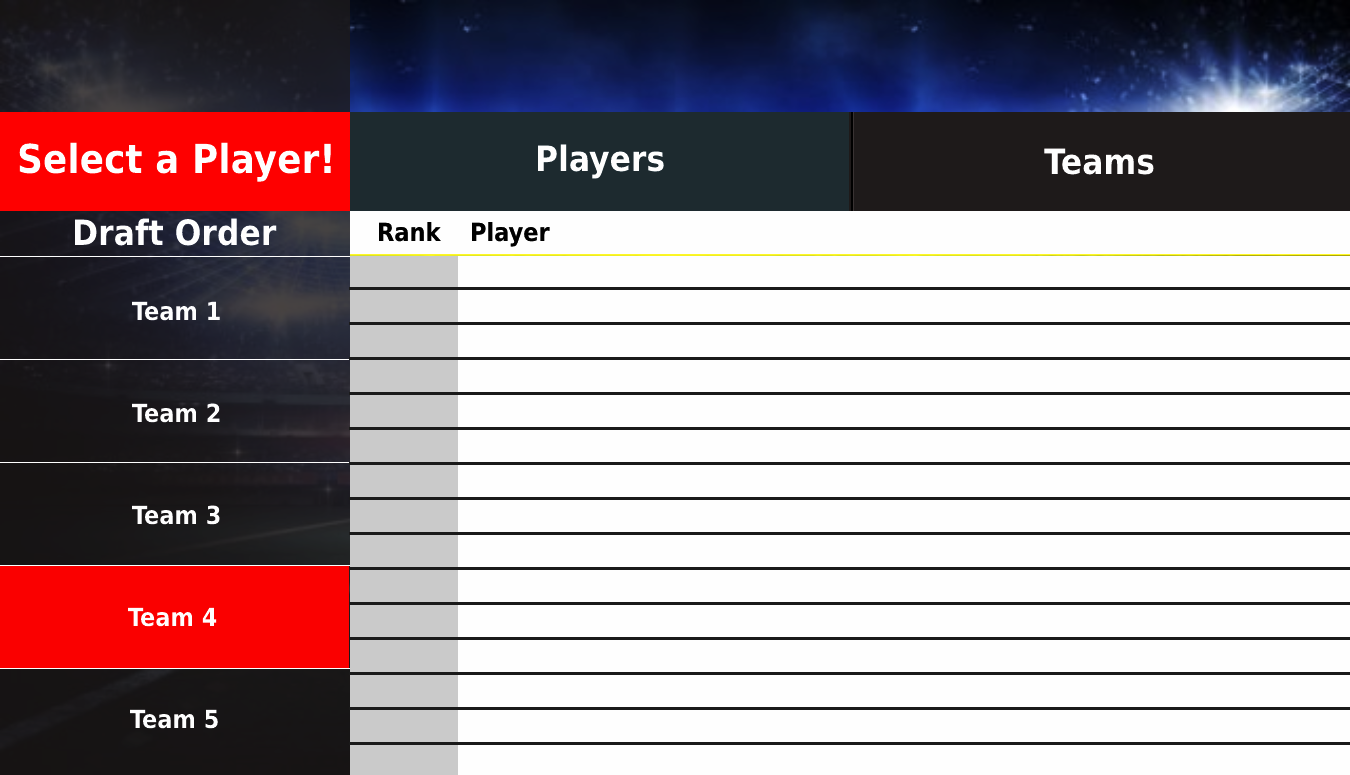 Select a Player!
Players
Teams
Draft Order
Rank Player
Team 1
Team 2
Team 3
Team 4
Team 5